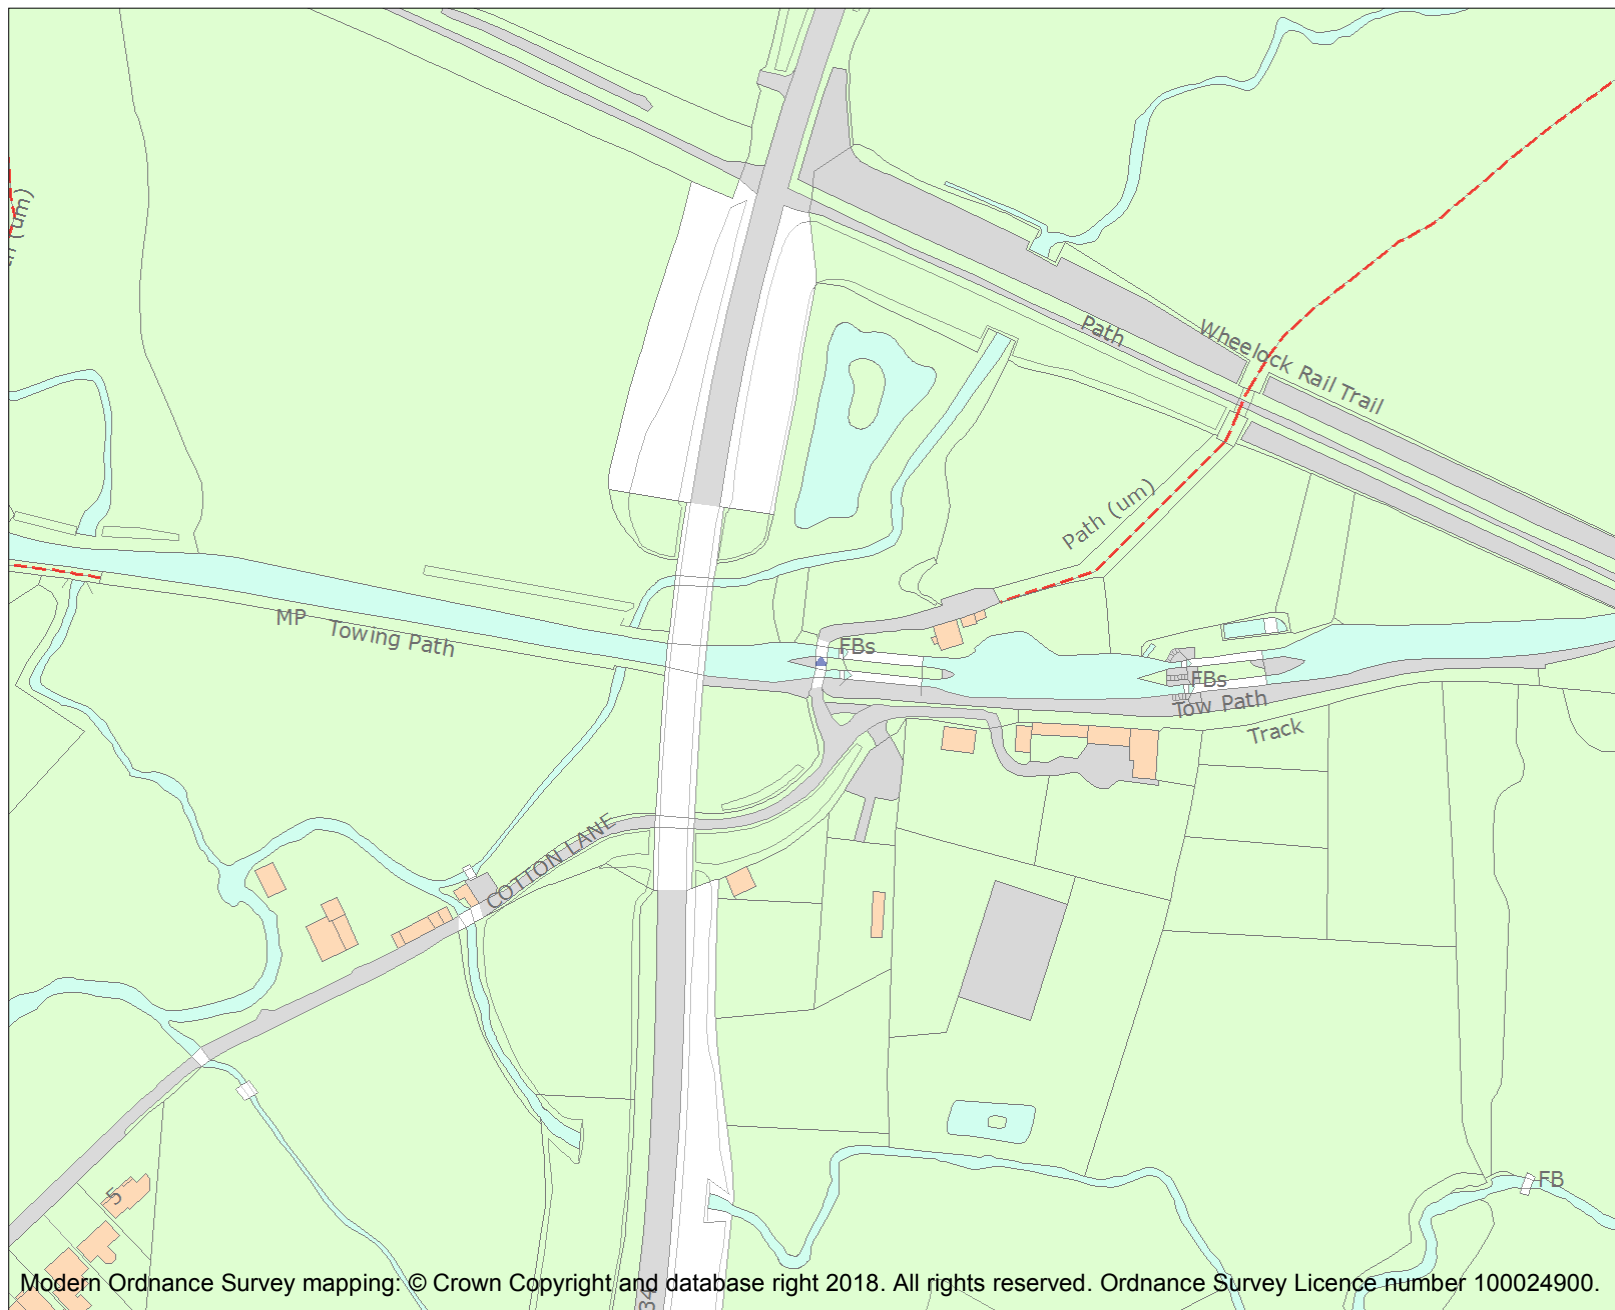 (um)
Path
Wheelock Rail Trail
Path (um)
MP Towing Path
FBs
FBs
Tow Path
Track
COTTON LANE
5
FB
34
Modern Ordnance Survey mapping: © Crown Copyright and database right 2018. All rights reserved. Ordnance Survey Licence number 100024900.